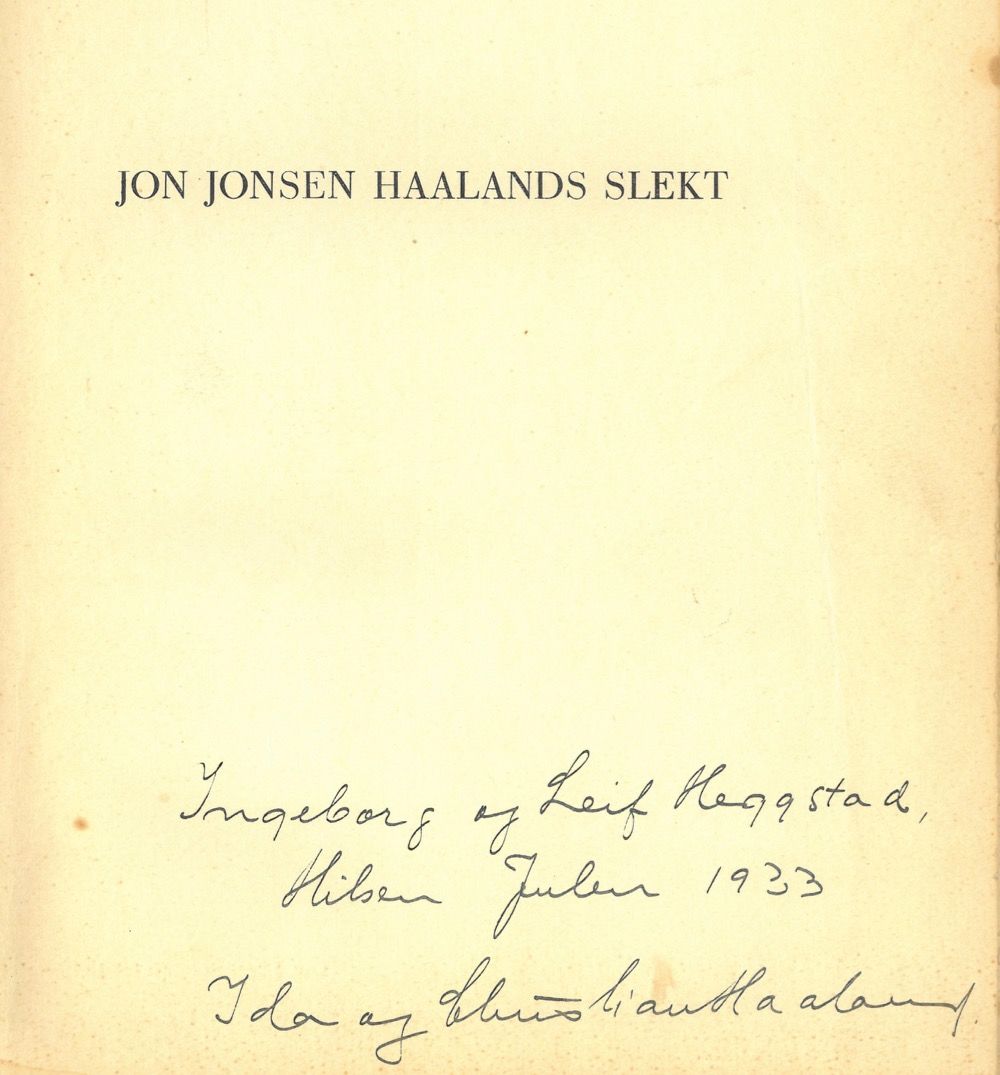 JON JONSEN HAALANDS SLEKT
Ingeborg og Leif Heggstad,
Hilsen Julen 1933
Ida og Christian Haaland.